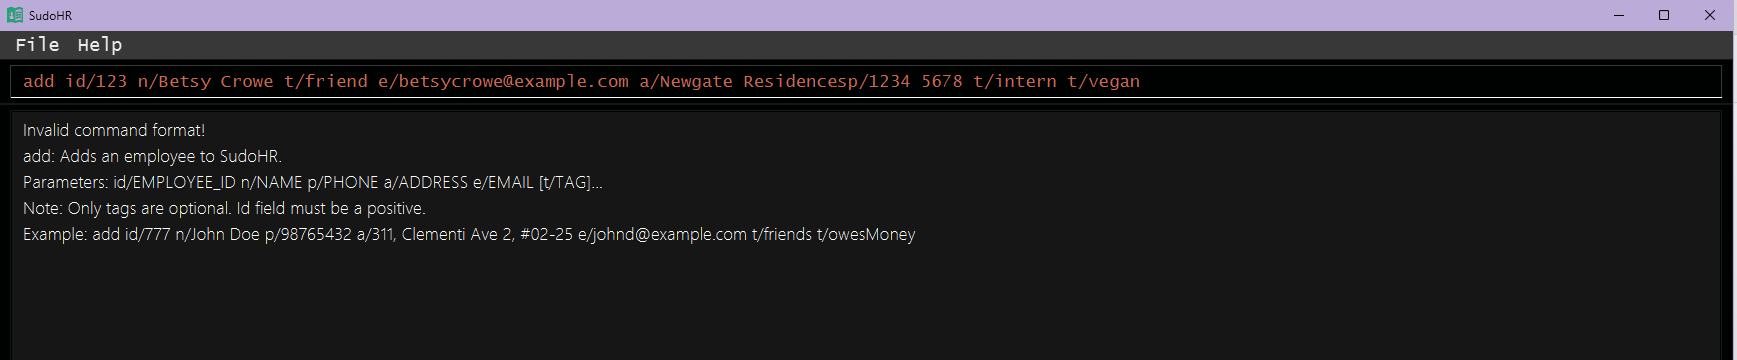 SudoHR
File Help
add id/123 n/Betsy Crowe t/friend e/betsycrowe@example.com a/Newgate Residencesp/1234 5678 t/intern t/vegan
Invalid command format!
add: Adds an employee to SudoHR.
Parameters: id/EMPLOYEE_ID n/NAME p/PHONE a/ADDRESS e/EMAIL [t/TAG]...
Note: Only tags are optional. Id field must be a positive.
Example: add id/777 n/John Doe p/98765432 a/311, Clementi Ave 2, #02-25 e/johnd@example.com t/friends t/owesMoney